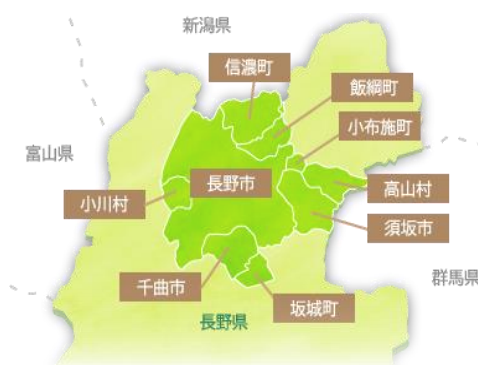 新潟県
信濃町
飯綱町
小布施町
富山県
長野市
高山村
小川村
須坂市
群馬県
千曲市
坂城町
長野県